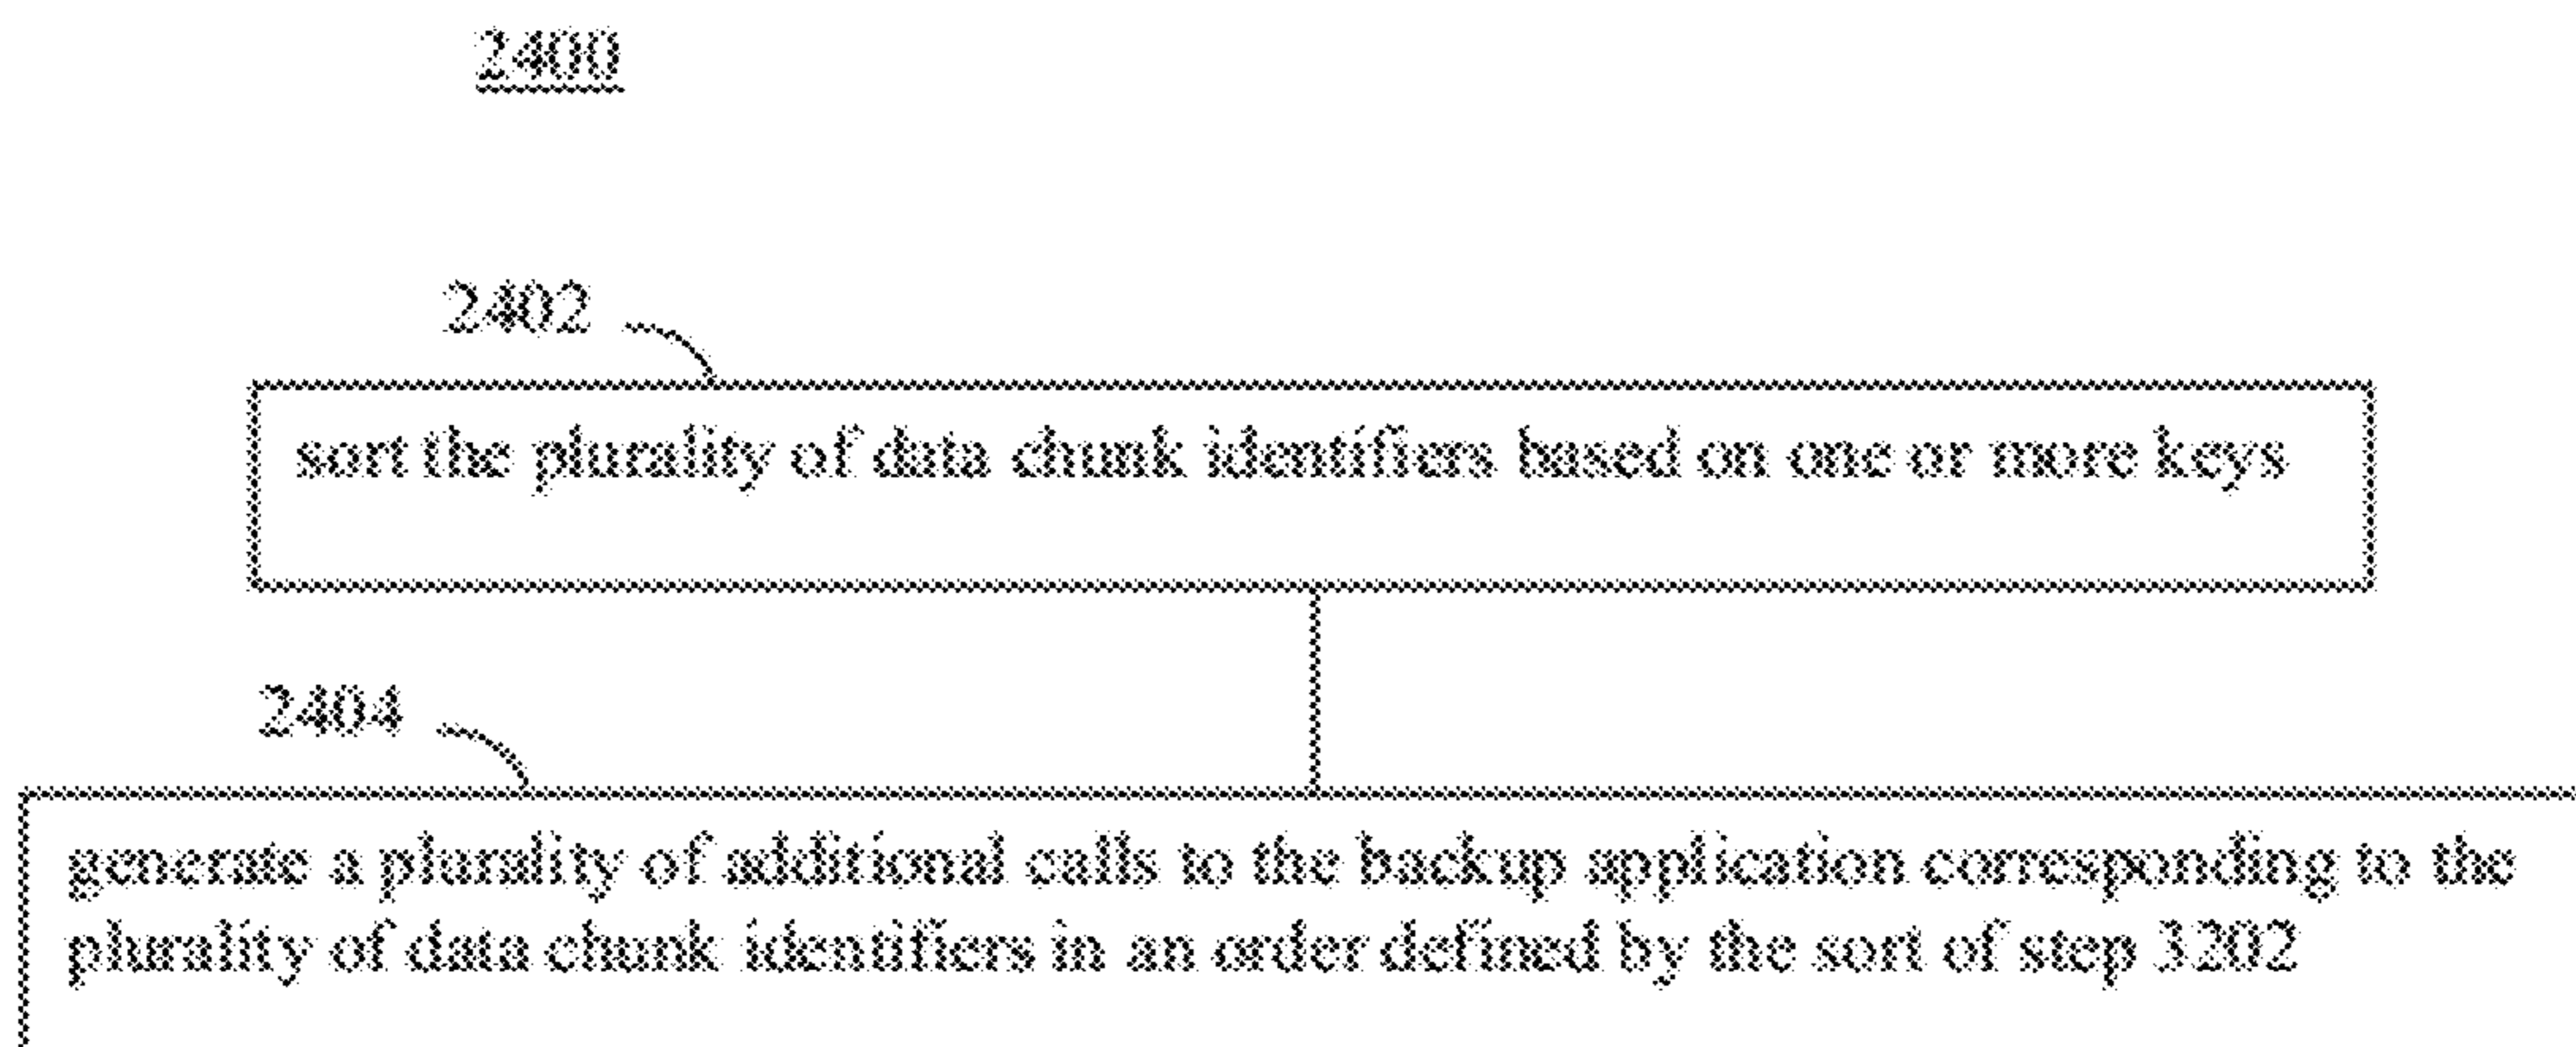 2400
2402
sort the plurality of data chunk identifiers based on one or more keys
2404
generate a plurality of additional calls to the backup application corresponding to the
plurality of data chunk identifiers in an order defined by the sort of step 3202